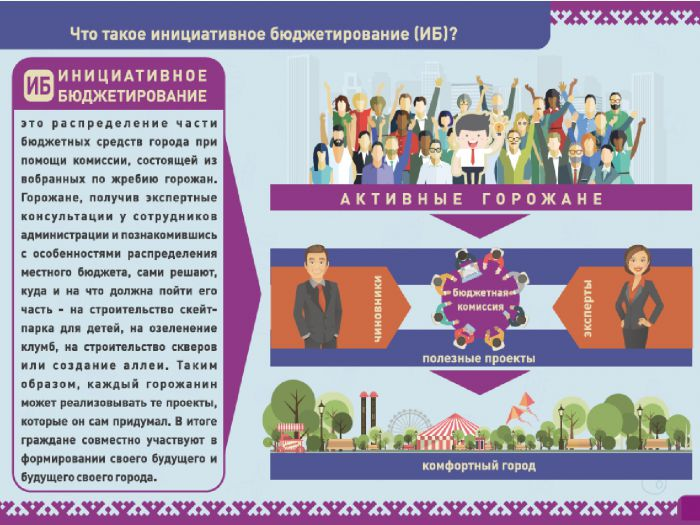 Что такое инициативное бюджетирование (ИБ)?
ИБ
ИНИЦИАТИВНОЕ
БЮДЖЕТИРОВАНИЕ
это распределение части
бюджетных средств города при
помощи комиссии, состоящей из
вобранных по жребию горожан.
Горожане, получив экспертные
консультации у сотрудников
администрации и познакомившись
с особенностями распределения
местного бюджета, сами решают,
куда и на что должна пойти его
часть - на строительство скейт-
парка для детей, на озеленение
клумб, на строительство скверов
или создание аллеи. Таким
образом, каждый горожанин
может реализовывать те проекты,
которые он сам придумал. В итоге
граждане совместно участвуют в
формировании своего будущего и
будущего своего города.
АКТИВНЫЕ ГОРОЖАНЕ
чиновники
бюджетная
комиссия
эксперты
полезные проекты
комфортный город